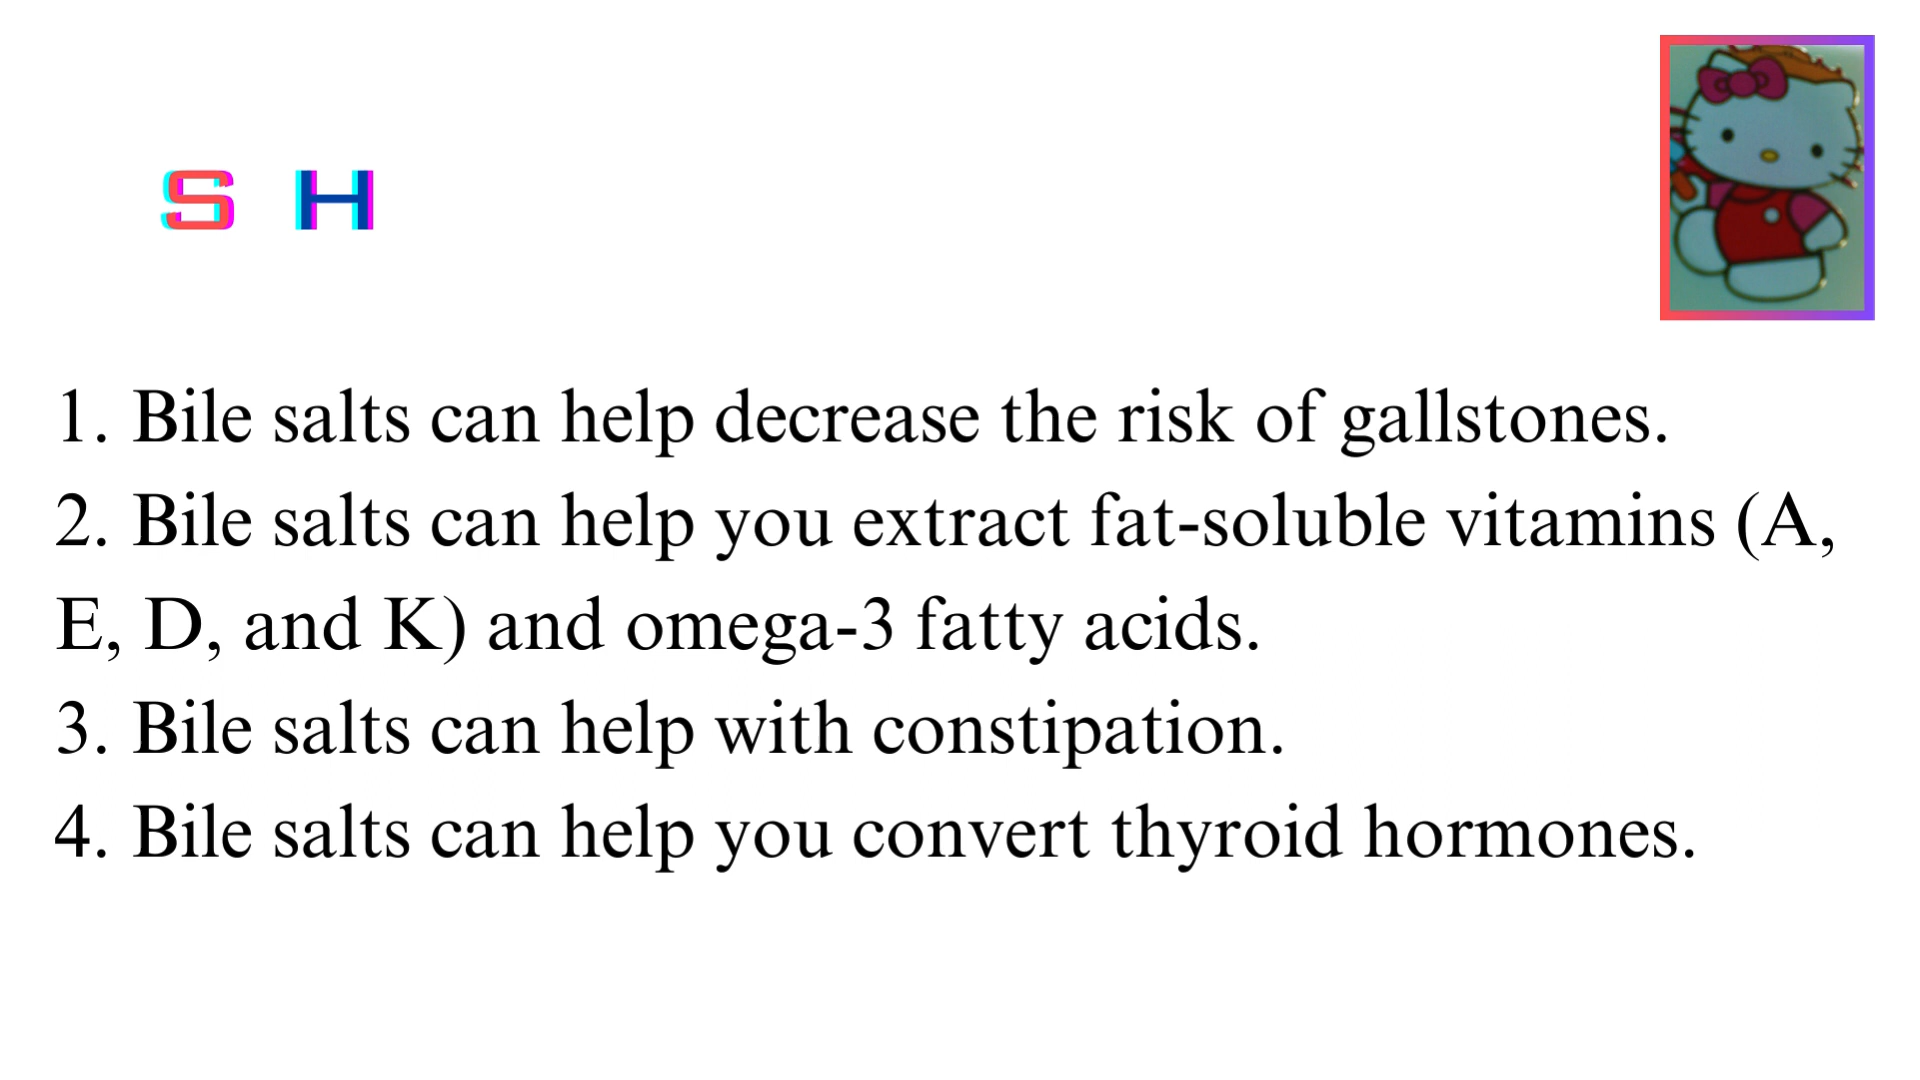 S H
1. Bile salts can help decrease the risk of gallstones.
2. Bile salts can help you extract fat-soluble vitamins (A,
E, D, and K) and omega-3 fatty acids.
3. Bile salts can help with constipation.
4. Bile salts can help you convert thyroid hormones.